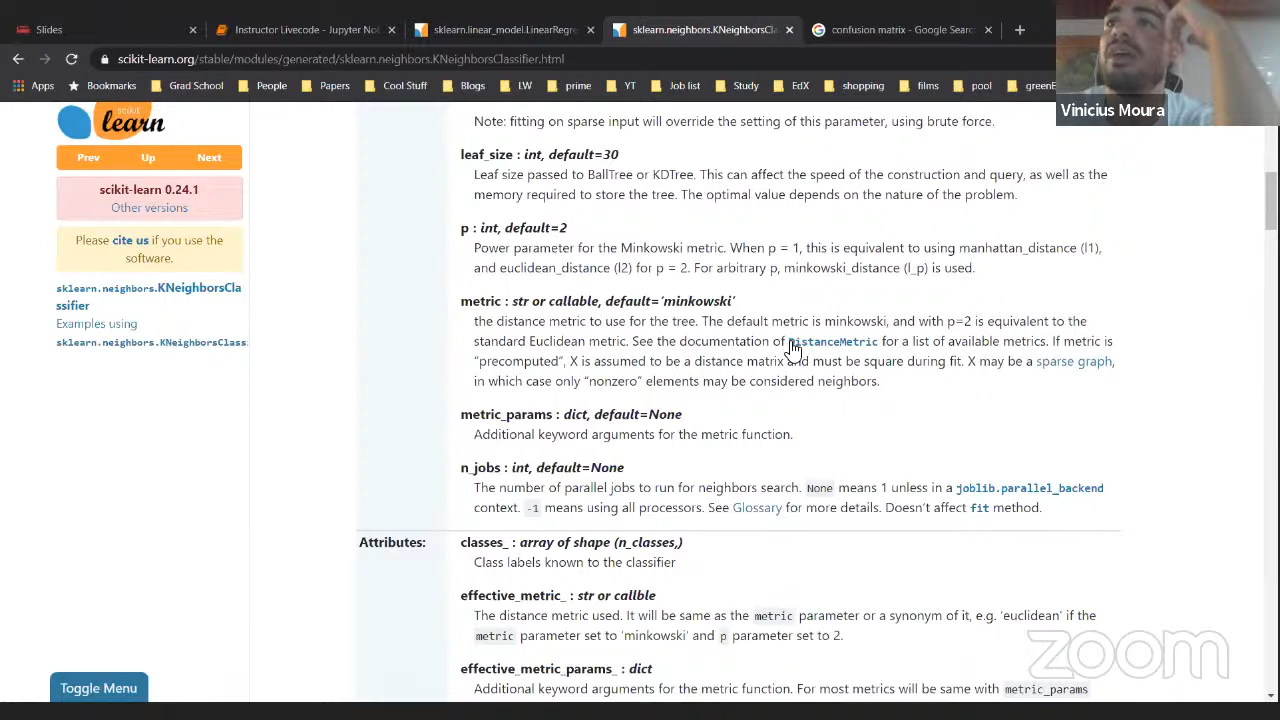 Slides
Instructor Livecode - Jupyter No
sklearn.linear_model.LinearRegre
sklearn.neighbors.KNeighborsCla
confusion matrix - Google Searc
scikit-learn.org/stable/modules/generated/sklearn.neighbors.KNeighborsClassifier.html
Apps
Bookmarks
Grad School
People
Papers
Cool Stuff
Blogs
LW
prime
YT
Job list
Study
EdX
shopping
films
pool
greenE
Vinicius Moura
scikit
learn
Prev
Up
Next
scikit-learn 0.24.1
Other versions
Please cite us if you use the
software.
sklearn.neighbors.KNeighborsCla
ssifier
Examples using
sklearn.neighbors.KNeighborsClass
Note: fitting on sparse input will override the setting of this parameter, using brute force.
leaf_size : int, default=30
Leaf size passed to BallTree or KDTree. This can affect the speed of the construction and query, as well as the
memory required to store the tree. The optimal value depends on the nature of the problem.
p : int, default=2
Power parameter for the Minkowski metric. When p = 1, this is equivalent to using manhattan_distance (l1),
and euclidean_distance (l2) for p = 2. For arbitrary p, minkowski_distance (l_p) is used.
metric : str or callable, default='minkowski'
the distance metric to use for the tree. The default metric is minkowski, and with p=2 is equivalent to the
standard Euclidean metric. See the documentation of DistanceMetric for a list of available metrics. If metric is
"precomputed", X is assumed to be a distance matrix and must be square during fit. X may be a sparse graph,
in which case only "nonzero" elements may be considered neighbors.
metric_params : dict, default=None
Additional keyword arguments for the metric function.
n_jobs : int, default=None
The number of parallel jobs to run for neighbors search. None means 1 unless in a joblib.parallel_backend
context. -1 means using all processors. See Glossary for more details. Doesn't affect fit method.
Attributes:
classes_ : array of shape (n_classes,)
Class labels known to the classifier
effective_metric_ : str or callble
The distance metric used. It will be same as the metric parameter or a synonym of it, e.g. 'euclidean' if the
metric parameter set to 'minkowski' and p parameter set to 2.
effective_metric_params_ : dict
Additional keyword arguments for the metric function. For most metrics will be same with metric_params
Toggle Menu
zoom